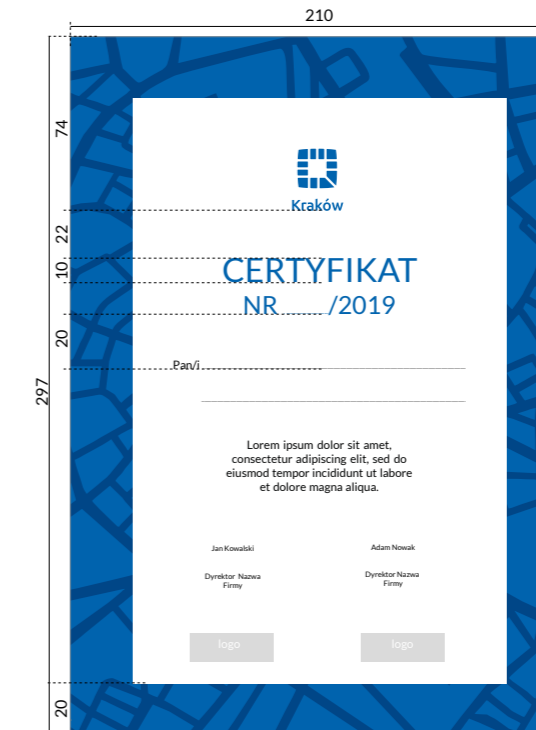 210
74
Kraków
22
10
CERTYFIKAT
NR ____/2019
20
297
Pan/i
Lorem ipsum dolor sit amet,
consectetur adipiscing elit, sed do
eiusmod tempor incididunt ut labore
et dolore magna aliqua.
Jan Kowalski
Adam Nowak
Dyrektor Nazwa
Firmy
Dyrektor Nazwa
Firmy
logo
logo
20